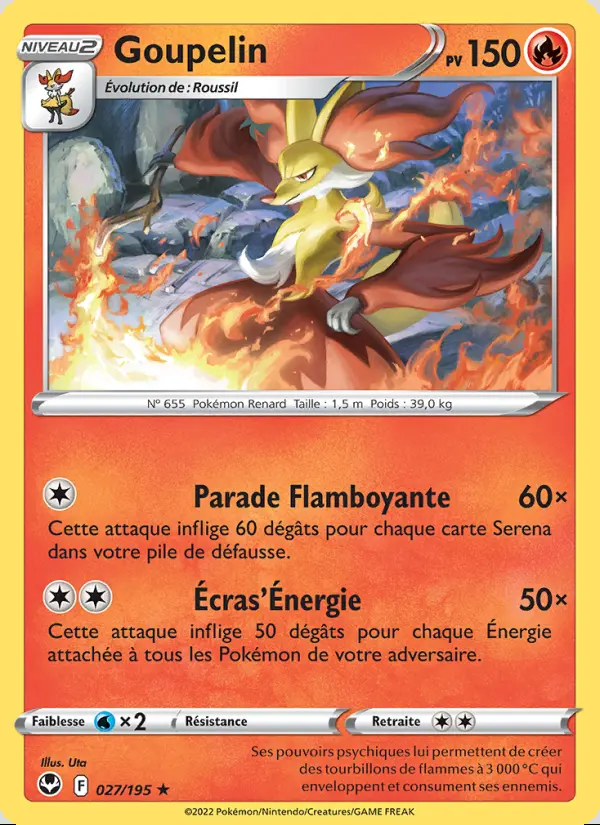 NIVEAU2
Goupelin
PV 150
Évolution de : Roussil
Nº 655 Pokémon Renard Taille : 1,5 m Poids : 39,0 kg
Parade Flamboyante 60×
Cette attaque inflige 60 dégâts pour chaque carte Serena
dans votre pile de défausse.
Écras'Énergie 50×
Cette attaque inflige 50 dégâts pour chaque Énergie
attachée à tous les Pokémon de votre adversaire.
Faiblesse ×2 Résistance Retraite
Illus. Uta
F 027/195 ★
Ses pouvoirs psychiques lui permettent de créer
des tourbillons de flammes à 3 000 °C qui
enveloppent et consument ses ennemis.
©2022 Pokémon/Nintendo/Creatures/GAME FREAK